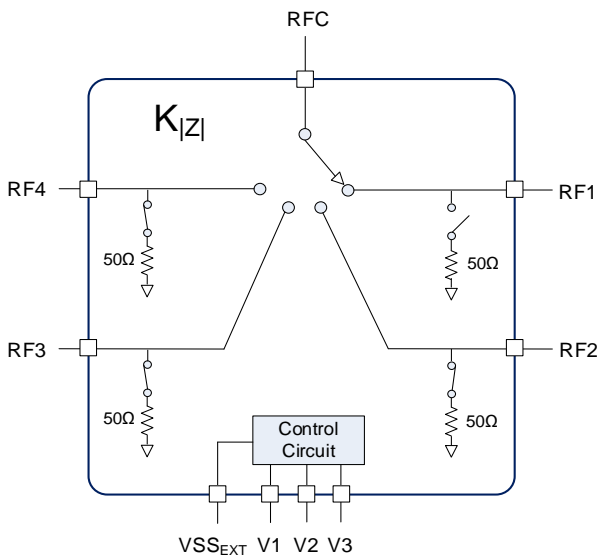 RFC
K|Z|
RF4
RF1
50Ω
50Ω
RF3
RF2
50Ω
50Ω
Control
Circuit
VSSEXT V1 V2 V3